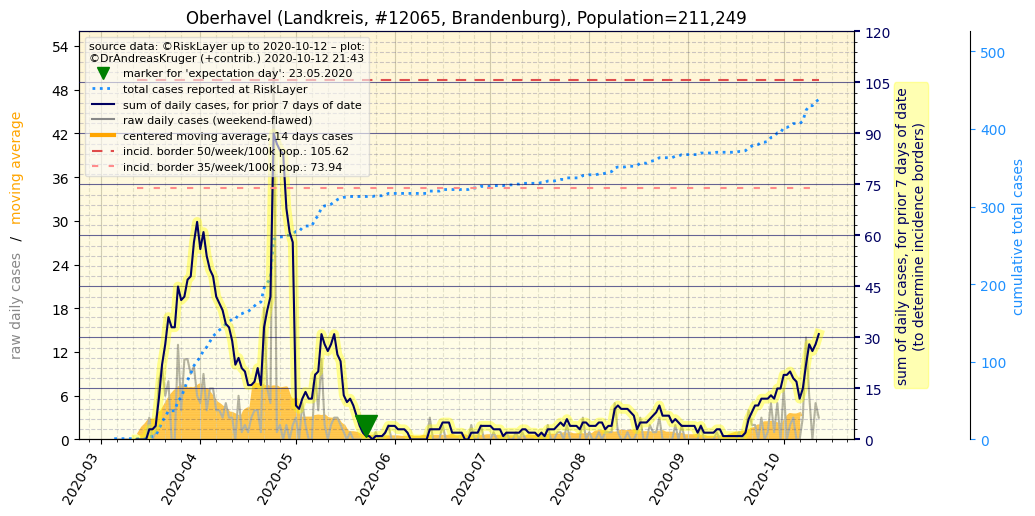 Oberhavel (Landkreis, #12065, Brandenburg), Population=211,249
source data: ©RiskLayer up to 2020-10-12 – plot:
©DrAndreasKruger (+contrib.) 2020-10-12 21:43
marker for 'expectation day': 23.05.2020
total cases reported at RiskLayer
sum of daily cases, for prior 7 days of date
raw daily cases (weekend-flawed)
centered moving average, 14 days cases
incid. border 50/week/100k pop.: 105.62
incid. border 35/week/100k pop.: 73.94
raw daily cases / moving average
54
48
42
36
30
24
18
12
6
0
120
105
90
75
60
45
30
15
0
sum of daily cases, for prior 7 days of date
(to determine incidence borders)
500
400
300
200
100
0
cumulative total cases
2020-03
2020-04
2020-05
2020-06
2020-07
2020-08
2020-09
2020-10